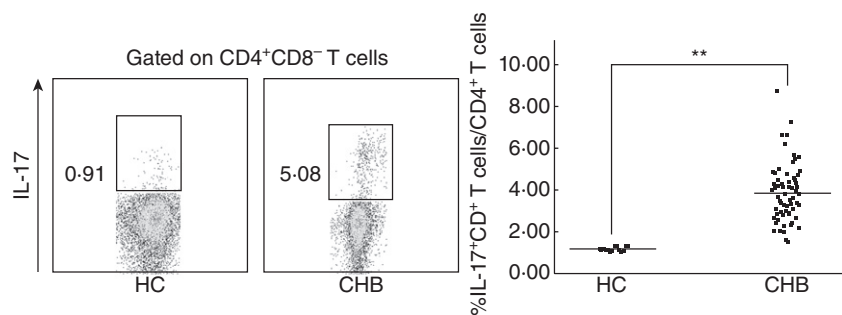 Gated on CD4⁺CD8⁻ T cells
IL-17
0·91
5·08
HC
CHB
%IL-17⁺CD⁺ T cells/CD4⁺ T cells
10·00
8·00
6·00
4·00
2·00
0·00
**
HC
CHB